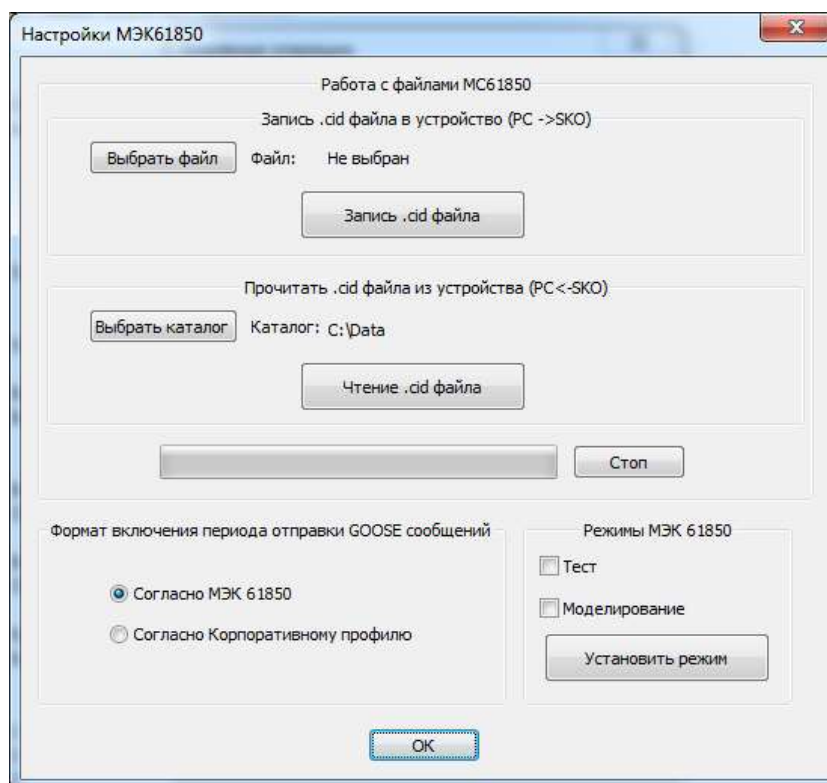 Настройки МЭК61850
Работа с файлами МС61850
Запись .cid файла в устройство (PC ->SKO)
Выбрать файл Файл: Не выбран
Запись .cid файла
Прочитать .cid файла из устройства (PC<-SKO)
Выбрать каталог Каталог: C:\Data
Чтение .cid файла
Стоп
Формат включения периода отправки GOOSE сообщений
Согласно МЭК 61850
Согласно Корпоративному профилю
Режимы МЭК 61850
Тест
Моделирование
Установить режим
OK